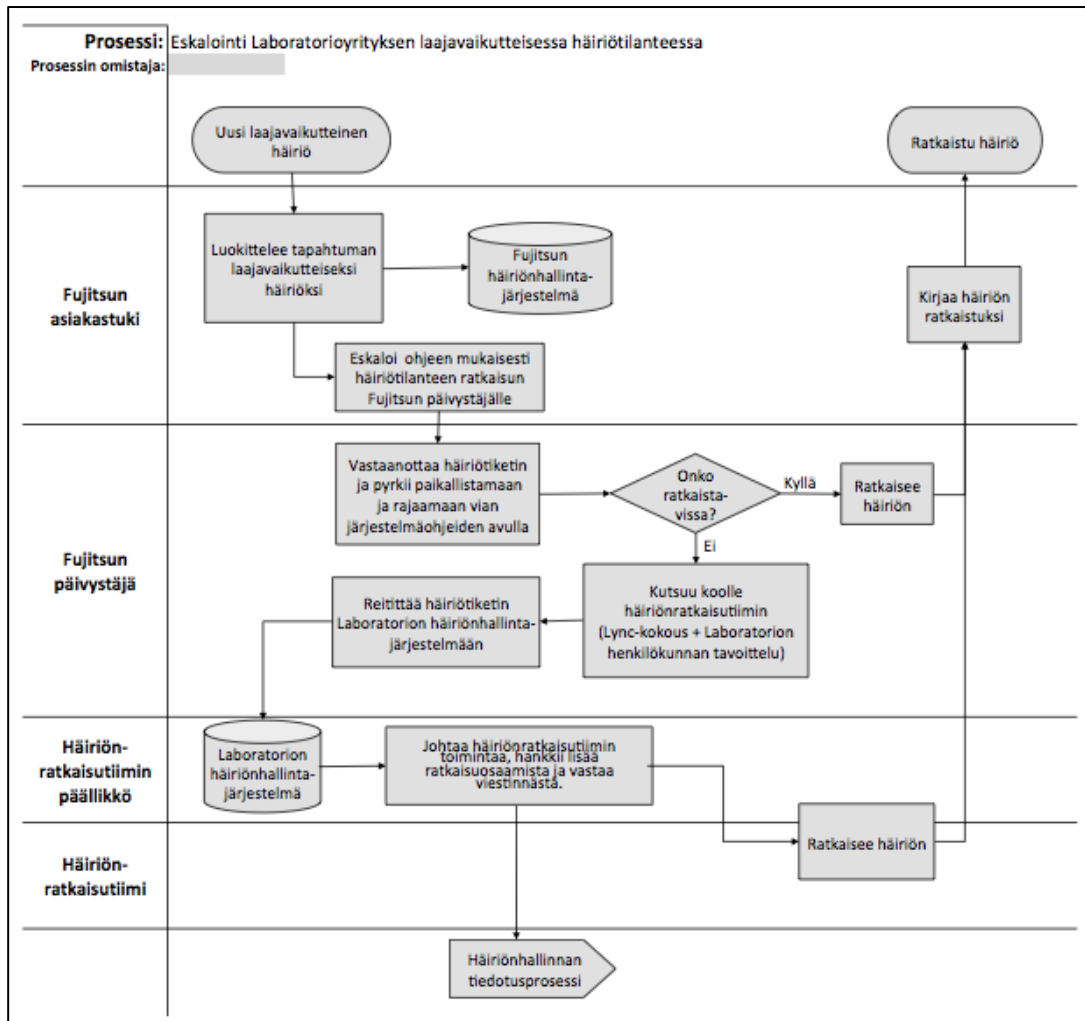 Prosessi: Eskalointi Laboratorioyrityksen laajavaikutteisessa häiriötilanteessa
Prosessin omistaja:
Uusi laajavaikutteinen
häiriö
Ratkaistu häiriö
Fujitsun
asiakastuki
Luokittelee tapahtuman
laajavaikutteiseksi
häiriöksi
Fujitsun
häiriönhallinta-
järjestelmä
Kirjaa häiriön
ratkaistuksi
Eskaloi ohjeen mukaisesti
häiriötilanteen ratkaisun
Fujitsun päivystäjälle
Fujitsun
päivystäjä
Vastaanottaa häiriötiketin
ja pyrkii paikallistamaan
ja rajaamaan vian
järjestelmäohjeiden avulla
Onko
ratkaista-
vissa?
Kyllä
Ratkaisee
häiriön
Ei
Kutsuu koolle
häiriönratkaisutiimin
(Lync-kokous + Laboratorion
henkilökunnan tavoittelu)
Reitittää häiriötiketin
Laboratorion häiriönhallinta-
järjestelmään
Häiriön-
ratkaisutiimin
päällikkö
Laboratorion
häiriönhallinta-
järjestelmä
Johtaa häiriönratkaisutiimin
toimintaa, hankkii lisää
ratkaisuosaamista ja vastaa
viestinnästä.
Ratkaisee häiriön
Häiriön-
ratkaisutiimi
Häiriönhallinnan
tiedotusprosessi